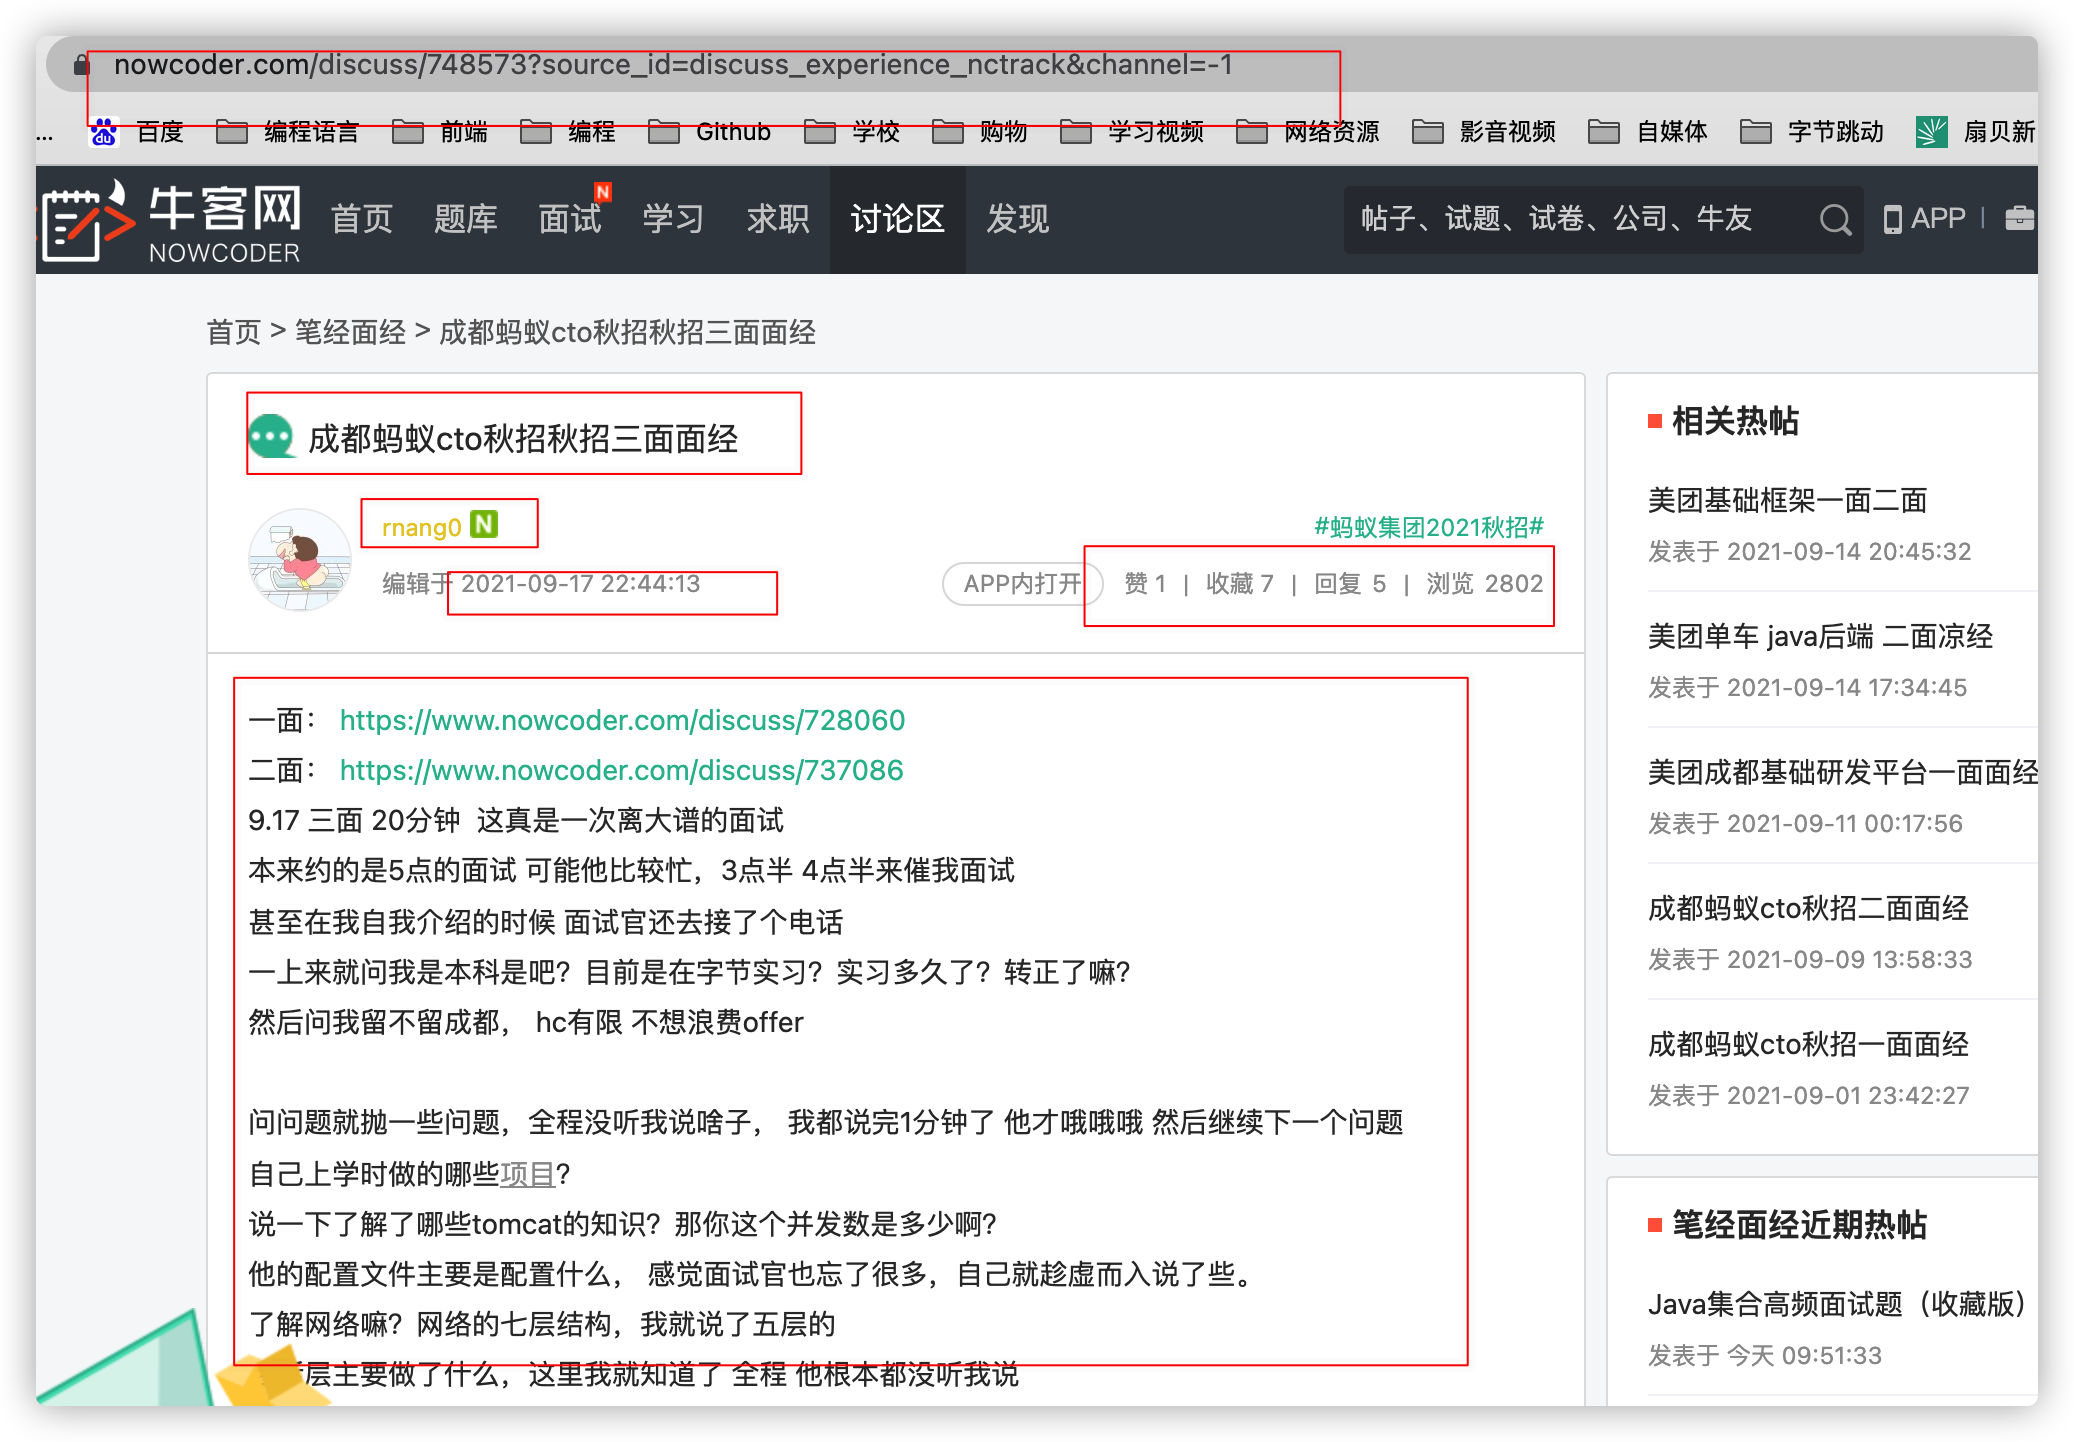 nowcoder.com/discuss/748573?source_id=discuss_experience_nctrack&channel=-1
... 百度 编程语言 前端 编程 Github 学校 购物 学习视频 网络资源 影音视频 自媒体 字节跳动 扇贝新
牛客网
NOWCODER
首页 题库 面试 N 学习 求职 讨论区 发现 帖子、试题、试卷、公司、牛友 APP |
首页 > 笔经面经 > 成都蚂蚁cto秋招秋招三面面经
成都蚂蚁cto秋招秋招三面面经
rnang0 N
#蚂蚁集团2021秋招#
编辑于 2021-09-17 22:44:13 APP内打开 赞 1 | 收藏 7 | 回复 5 | 浏览 2802
一面： https://www.nowcoder.com/discuss/728060
二面： https://www.nowcoder.com/discuss/737086
9.17 三面 20分钟 这真是一次离大谱的面试
本来约的是5点的面试 可能他比较忙，3点半 4点半来催我面试
甚至在我自我介绍的时候 面试官还去接了个电话
一上来就问我是本科是吧？目前是在字节实习？实习多久了？转正了嘛？
然后问我留不留成都， hc有限 不想浪费offer
问问题就抛一些问题，全程没听我说啥子， 我都说完1分钟了 他才哦哦哦 然后继续下一个问题
自己上学时做的哪些项目？
说一下了解了哪些tomcat的知识？那你这个并发数是多少啊？
他的配置文件主要是配置什么， 感觉面试官也忘了很多，自己就趁虚而入说了些。
了解网络嘛？网络的七层结构，我就说了五层的
层主要做了什么，这里我就知道了 全程 他根本都没听我说
相关热帖
美团基础框架一面二面
发表于 2021-09-14 20:45:32
美团单车 java后端 二面凉经
发表于 2021-09-14 17:34:45
美团成都基础研发平台一面面经
发表于 2021-09-11 00:17:56
成都蚂蚁cto秋招二面面经
发表于 2021-09-09 13:58:33
成都蚂蚁cto秋招一面面经
发表于 2021-09-01 23:42:27
笔经面经近期热帖
Java集合高频面试题（收藏版）
发表于 今天 09:51:33